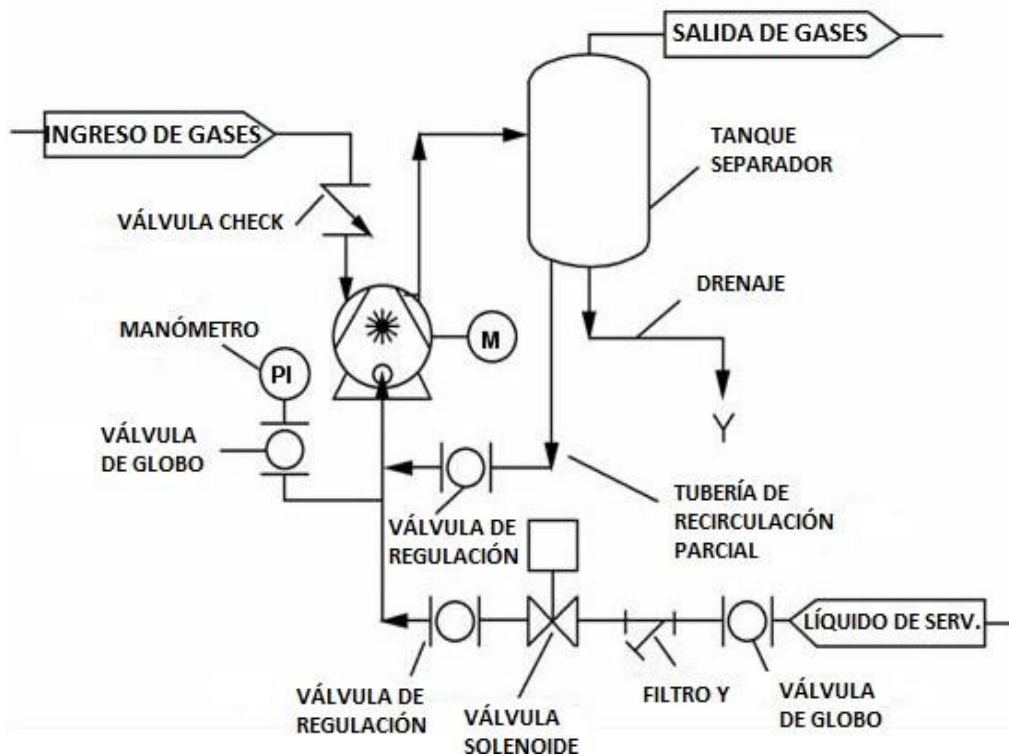 SALIDA DE GASES
INGRESO DE GASES
TANQUE
SEPARADOR
VÁLVULA CHECK
DRENAJE
MANÓMETRO
M
PI
VÁLVULA
DE GLOBO
VÁLVULA DE
REGULACIÓN
TUBERÍA DE
RECIRCULACIÓN
PARCIAL
LÍQUIDO DE SERV.
VÁLVULA DE
REGULACIÓN
VÁLVULA
SOLENOIDE
FILTRO Y
VÁLVULA
DE GLOBO